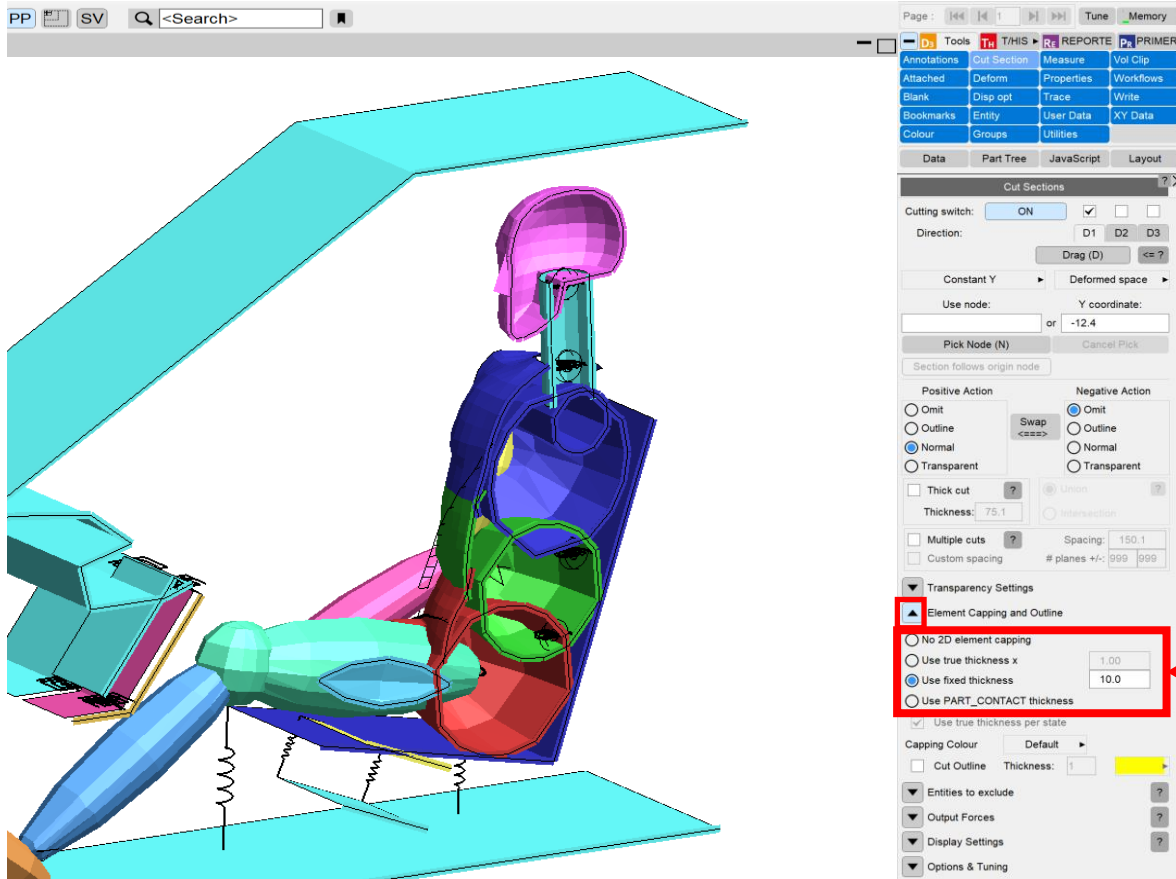 PP SV <Search> Page : 1 Tune _Memory
D3 Tools TH T/HIS RE REPORTE PR PRIMER
Annotations Cut Section Measure Vol Clip
Attached Deform Properties Workflows
Blank Disp opt Trace Write
Bookmarks Entity User Data XY Data
Colour Groups Utilities
Data Part Tree JavaScript Layout
Cut Sections ? X
Cutting switch: ON
Direction: D1 D2 D3
Drag (D) <= ?
Constant Y Deformed space
Use node: Y coordinate:
or -12.4
Pick Node (N) Cancel Pick
Section follows origin node
Positive Action Negative Action
Omit Omit
Outline Swap <===> Outline
Normal Normal
Transparent Transparent
Thick cut ? Union ?
Thickness: 75.1 Intersection
Multiple cuts ? Spacing: 150.1
Custom spacing # planes +/-: 999 999
Transparency Settings
Element Capping and Outline
No 2D element capping
Use true thickness x 1.00
Use fixed thickness 10.0
Use PART_CONTACT thickness
Use true thickness per state
Capping Colour Default
Cut Outline Thickness: 1
Entities to exclude ?
Output Forces ?
Display Settings ?
Options & Tuning